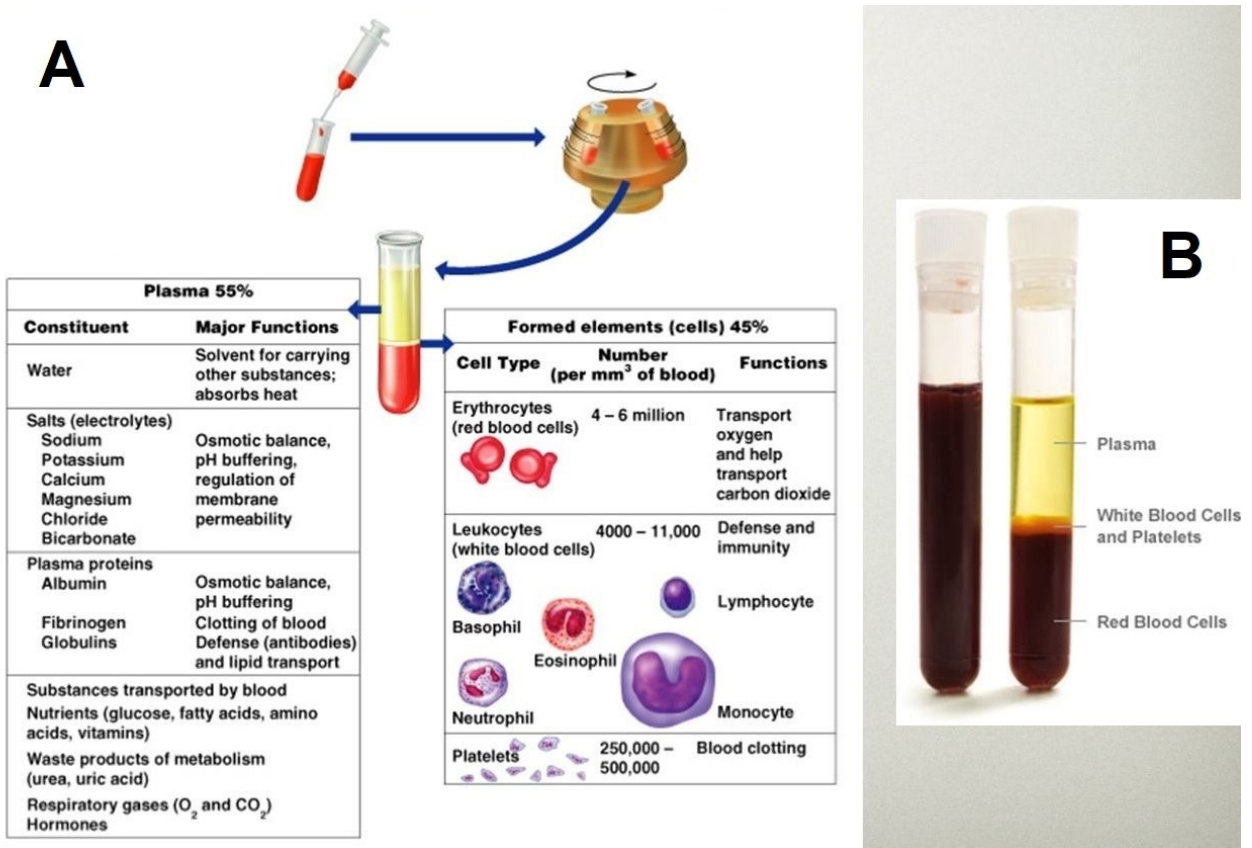 A
Plasma 55%
Constituent Major Functions
Water
Solvent for carrying
other substances;
absorbs heat
Salts (electrolytes)
Sodium
Potassium
Calcium
Magnesium
Chloride
Bicarbonate
Osmotic balance,
pH buffering,
regulation of
membrane
permeability
Plasma proteins
Albumin
Osmotic balance,
pH buffering
Fibrinogen
Clotting of blood
Globulins
Defense (antibodies)
and lipid transport
Substances transported by blood
Nutrients (glucose, fatty acids, amino
acids, vitamins)
Waste products of metabolism
(urea, uric acid)
Respiratory gases (O₂ and CO₂)
Hormones
Formed elements (cells) 45%
Cell Type
Number
(per mm³ of blood)
Functions
Erythrocytes
(red blood cells)
4 – 6 million
Transport
oxygen
and help
transport
carbon dioxide
Leukocytes
(white blood cells)
4000 – 11,000
Defense and
immunity
Basophil
Eosinophil
Lymphocyte
Neutrophil
Monocyte
Platelets
250,000 –
500,000
Blood clotting
B
Plasma
White Blood Cells
and Platelets
Red Blood Cells